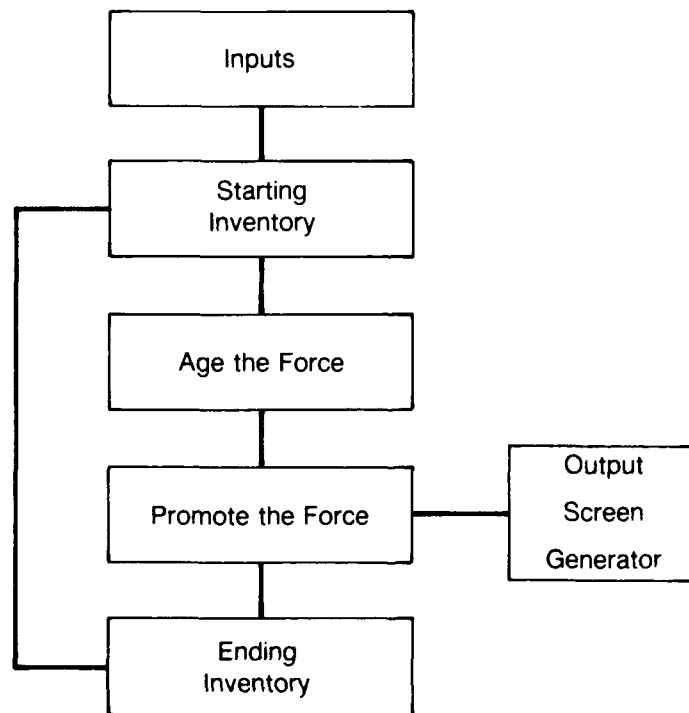 Inputs
Starting
Inventory
Age the Force
Promote the Force
Output
Screen
Generator
Ending
Inventory